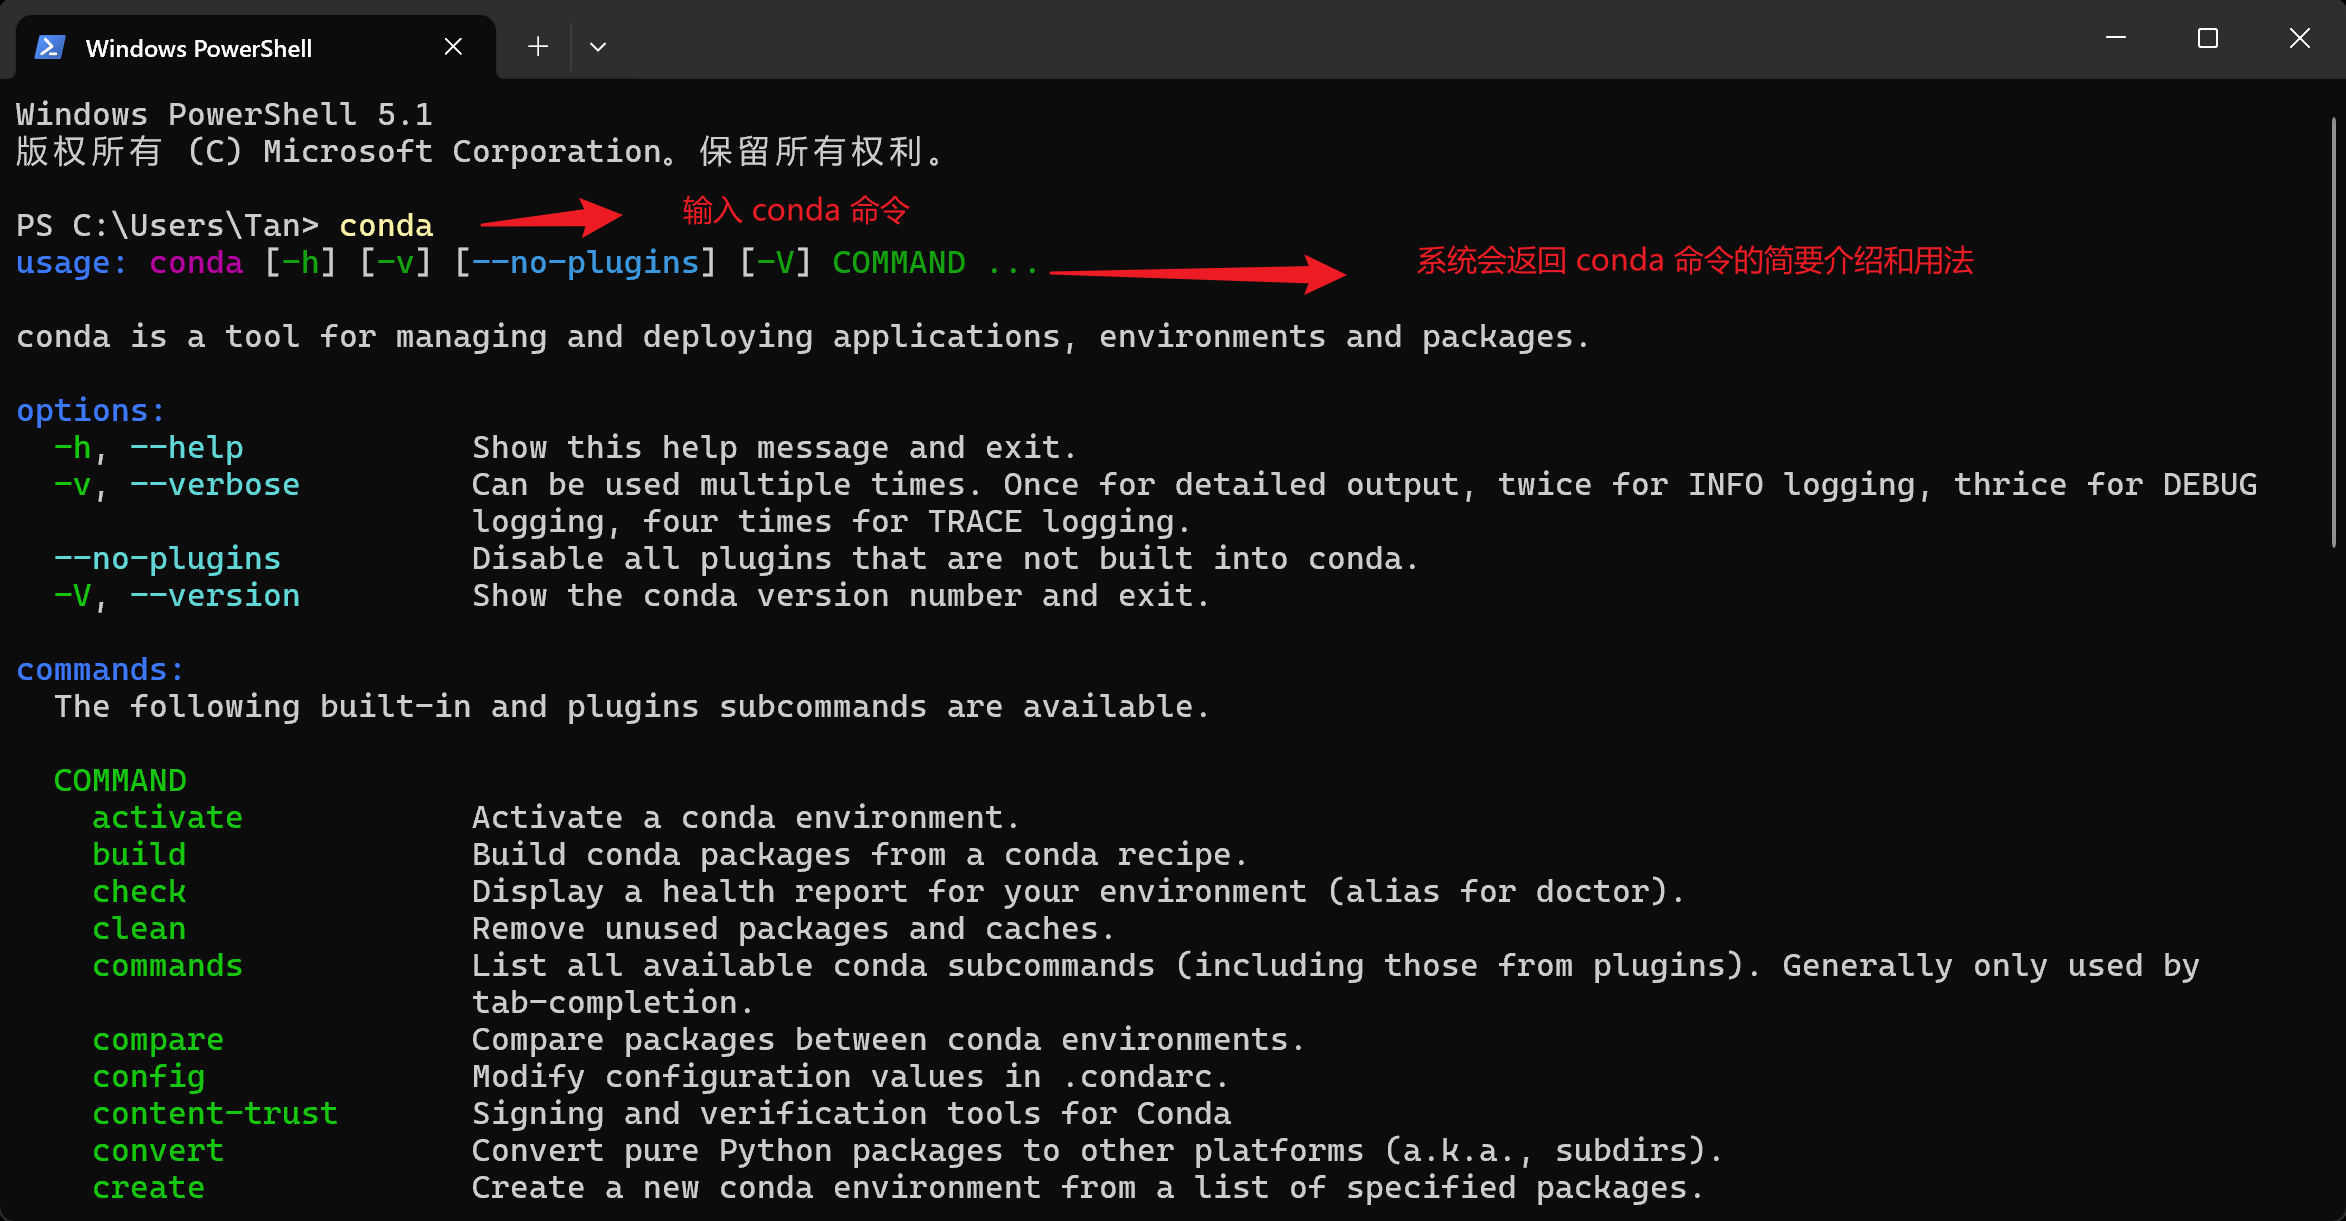 Windows PowerShell
Windows PowerShell 5.1
版权所有 (C) Microsoft Corporation。保留所有权利。
PS C:\Users\Tan> conda
输入 conda 命令
usage: conda [-h] [-v] [--no-plugins] [-V] COMMAND ...
系统会返回 conda 命令的简要介绍和用法
conda is a tool for managing and deploying applications, environments and packages.
options:
-h, --help Show this help message and exit.
-v, --verbose Can be used multiple times. Once for detailed output, twice for INFO logging, thrice for DEBUG
logging, four times for TRACE logging.
--no-plugins Disable all plugins that are not built into conda.
-V, --version Show the conda version number and exit.
commands:
The following built-in and plugins subcommands are available.
COMMAND
activate Activate a conda environment.
build Build conda packages from a conda recipe.
check Display a health report for your environment (alias for doctor).
clean Remove unused packages and caches.
commands List all available conda subcommands (including those from plugins). Generally only used by
tab-completion.
compare Compare packages between conda environments.
config Modify configuration values in .condarc.
content-trust Signing and verification tools for Conda
convert Convert pure Python packages to other platforms (a.k.a., subdirs).
create Create a new conda environment from a list of specified packages.